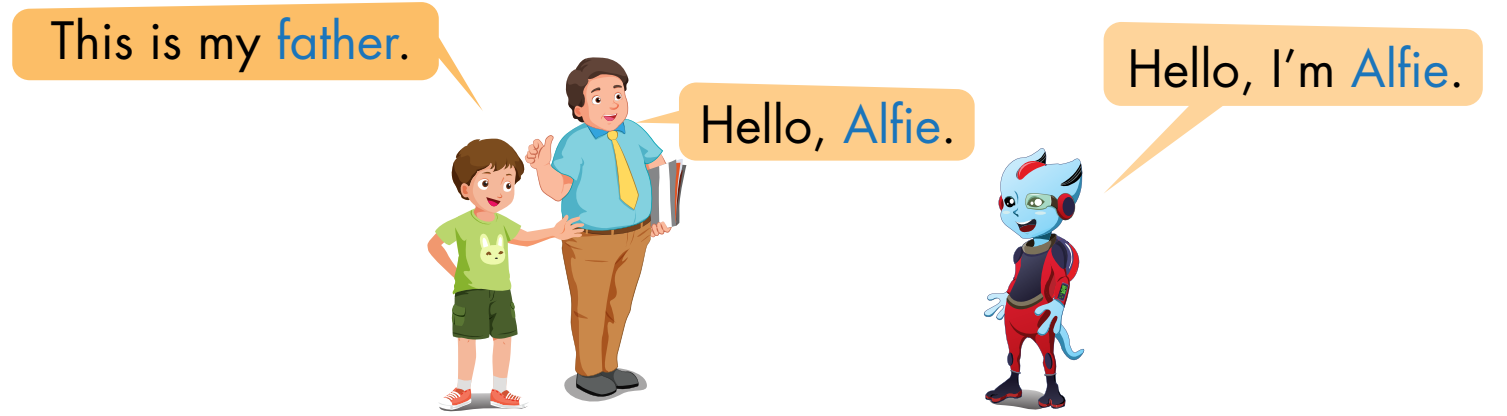 This is my father.
Hello, I'm Alfie.
Hello, Alfie.